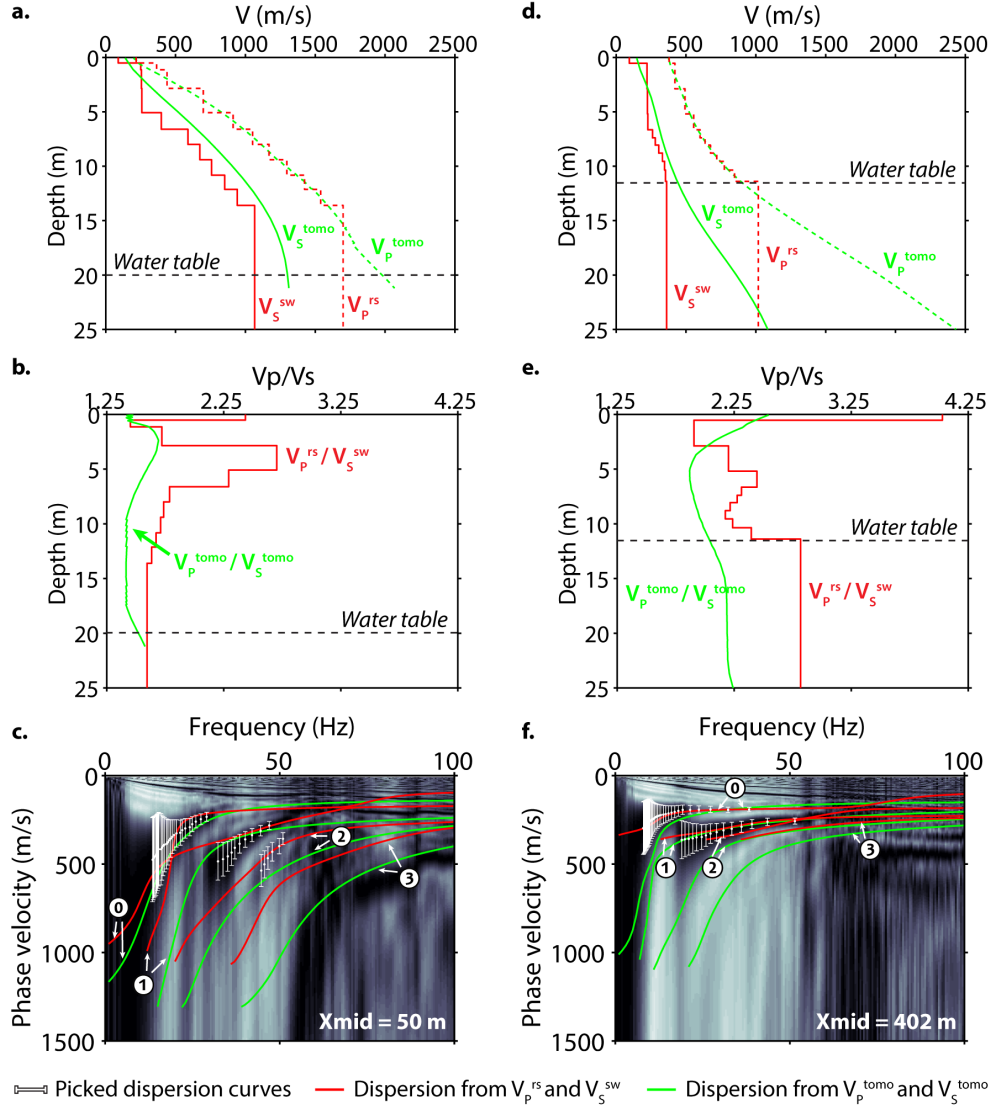 a.
V (m/s)
0 500 1000 1500 2000 2500
0
5
10
15
20
25
Depth (m)
Water table
V_S^tomo
V_P^tomo
V_S^sw
V_P^rs
d.
V (m/s)
0 500 1000 1500 2000 2500
0
5
10
15
20
25
Depth (m)
Water table
V_S^tomo
V_P^rs
V_P^tomo
V_S^sw
b.
Vp/Vs
1.25 2.25 3.25 4.25
0
5
10
15
20
25
Depth (m)
V_P^rs / V_S^sw
V_P^tomo / V_S^tomo
Water table
e.
Vp/Vs
1.25 2.25 3.25 4.25
0
5
10
15
20
25
Depth (m)
Water table
V_P^tomo / V_S^tomo
V_P^rs / V_S^sw
c.
Frequency (Hz)
0 50 100
0
500
1000
1500
Phase velocity (m/s)
0
1
2
3
Xmid = 50 m
f.
Frequency (Hz)
0 50 100
0
500
1000
1500
Phase velocity (m/s)
0
1
2
3
Xmid = 402 m
Picked dispersion curves
Dispersion from V_P^rs and V_S^sw
Dispersion from V_P^tomo and V_S^tomo